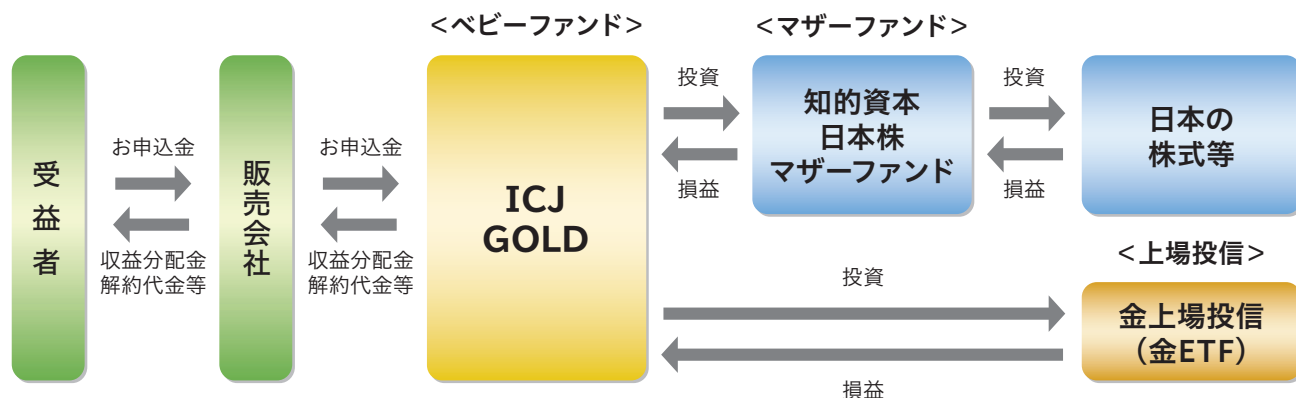 <ベビーファンド>
<マザーファンド>
受益者
お申込金
収益分配金
解約代金等
販売会社
お申込金
収益分配金
解約代金等
ICJ
GOLD
投資
損益
知的資本
日本株
マザーファンド
投資
損益
日本の
株式等
<上場投信>
投資
損益
金上場投信
（金ETF）